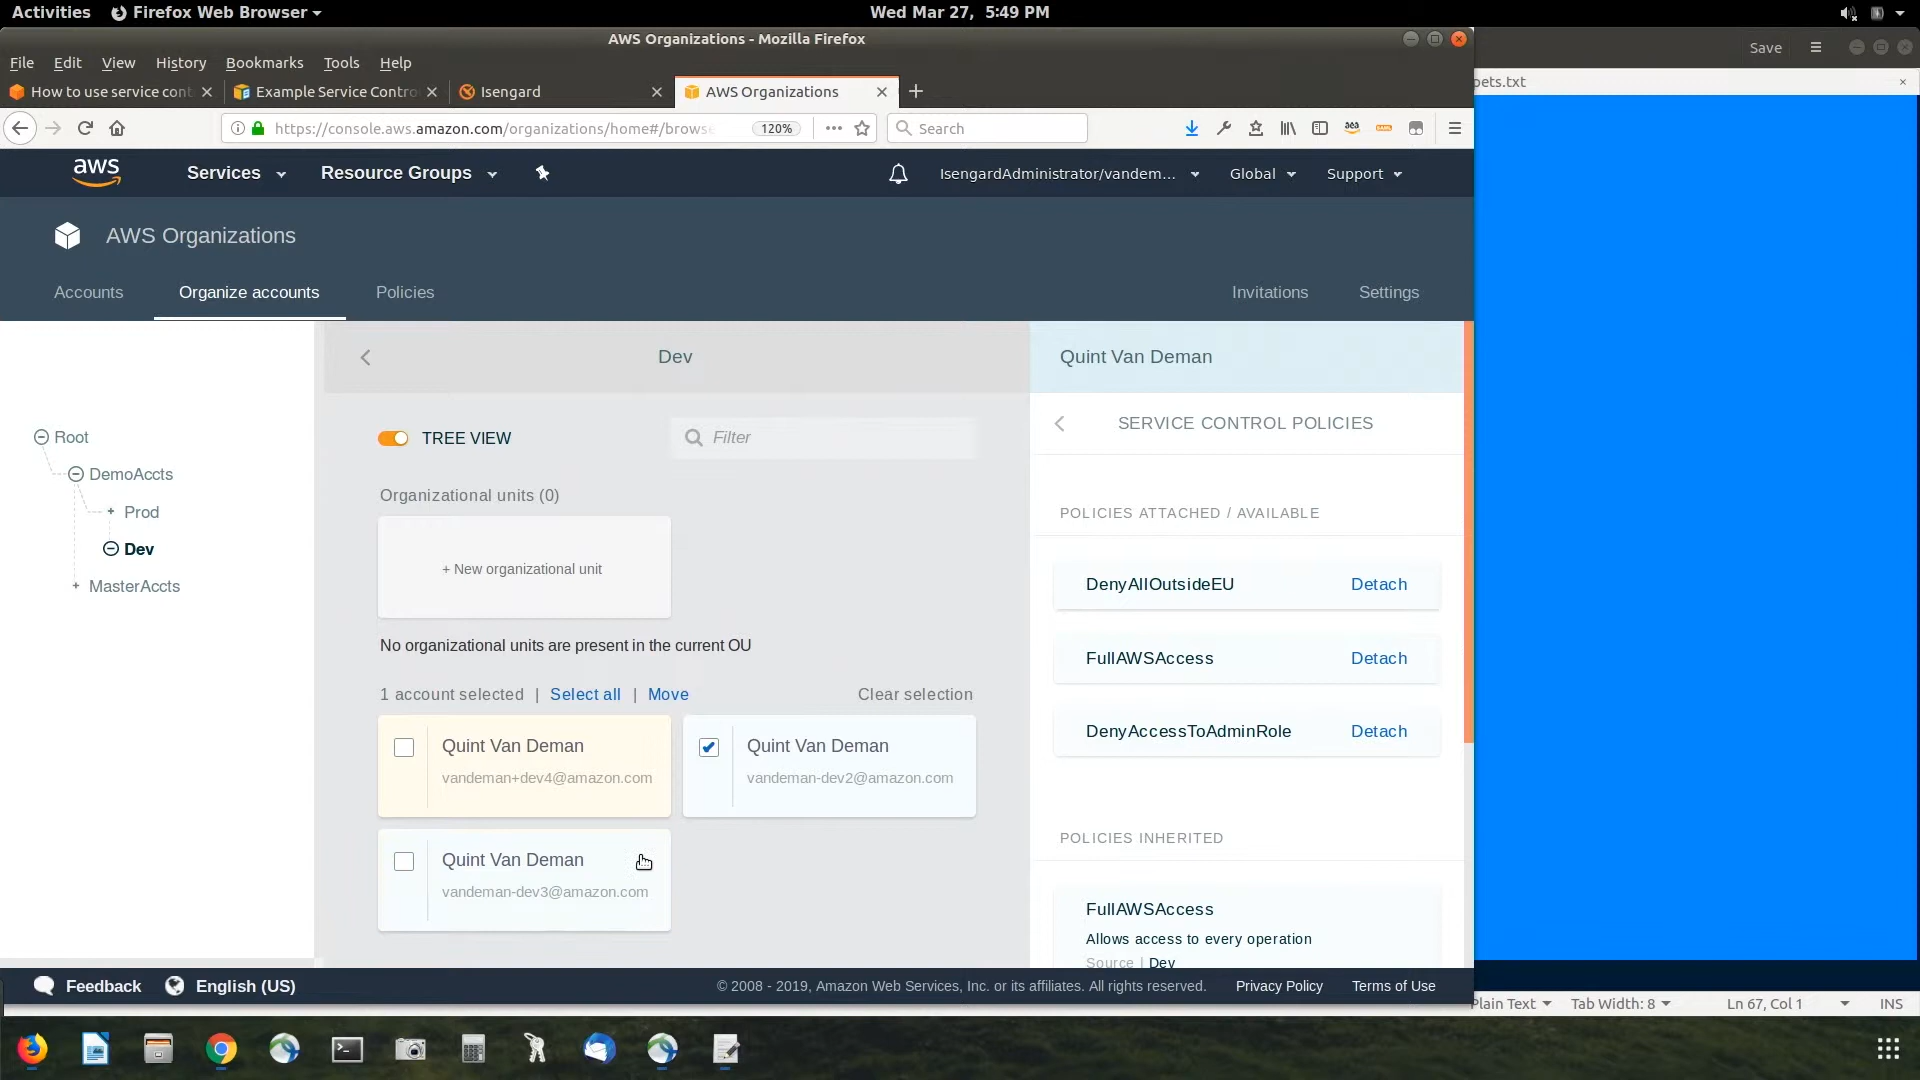 Activities
Firefox Web Browser
Wed Mar 27, 5:49 PM
AWS Organizations - Mozilla Firefox
Save
File Edit View History Bookmarks Tools Help
pets.txt
How to use service cont
Example Service Contro
Isengard
AWS Organizations
https://console.aws.amazon.com/organizations/home#/browse
120%
Search
aws
Services
Resource Groups
IsengardAdministrator/vandem...
Global
Support
AWS Organizations
Accounts
Organize accounts
Policies
Invitations
Settings
Dev
Quint Van Deman
SERVICE CONTROL POLICIES
Root
DemoAccts
Prod
Dev
MasterAccts
TREE VIEW
Filter
Organizational units (0)
+ New organizational unit
No organizational units are present in the current OU
1 account selected | Select all | Move
Clear selection
Quint Van Deman
vandeman+dev4@amazon.com
Quint Van Deman
vandeman-dev2@amazon.com
Quint Van Deman
vandeman-dev3@amazon.com
POLICIES ATTACHED / AVAILABLE
DenyAllOutsideEU Detach
FullAWSAccess Detach
DenyAccessToAdminRole Detach
POLICIES INHERITED
FullAWSAccess
Allows access to every operation
Source | Dev
Feedback
English (US)
© 2008 - 2019, Amazon Web Services, Inc. or its affiliates. All rights reserved.
Privacy Policy
Terms of Use
Plain Text
Tab Width: 8
Ln 67, Col 1
INS